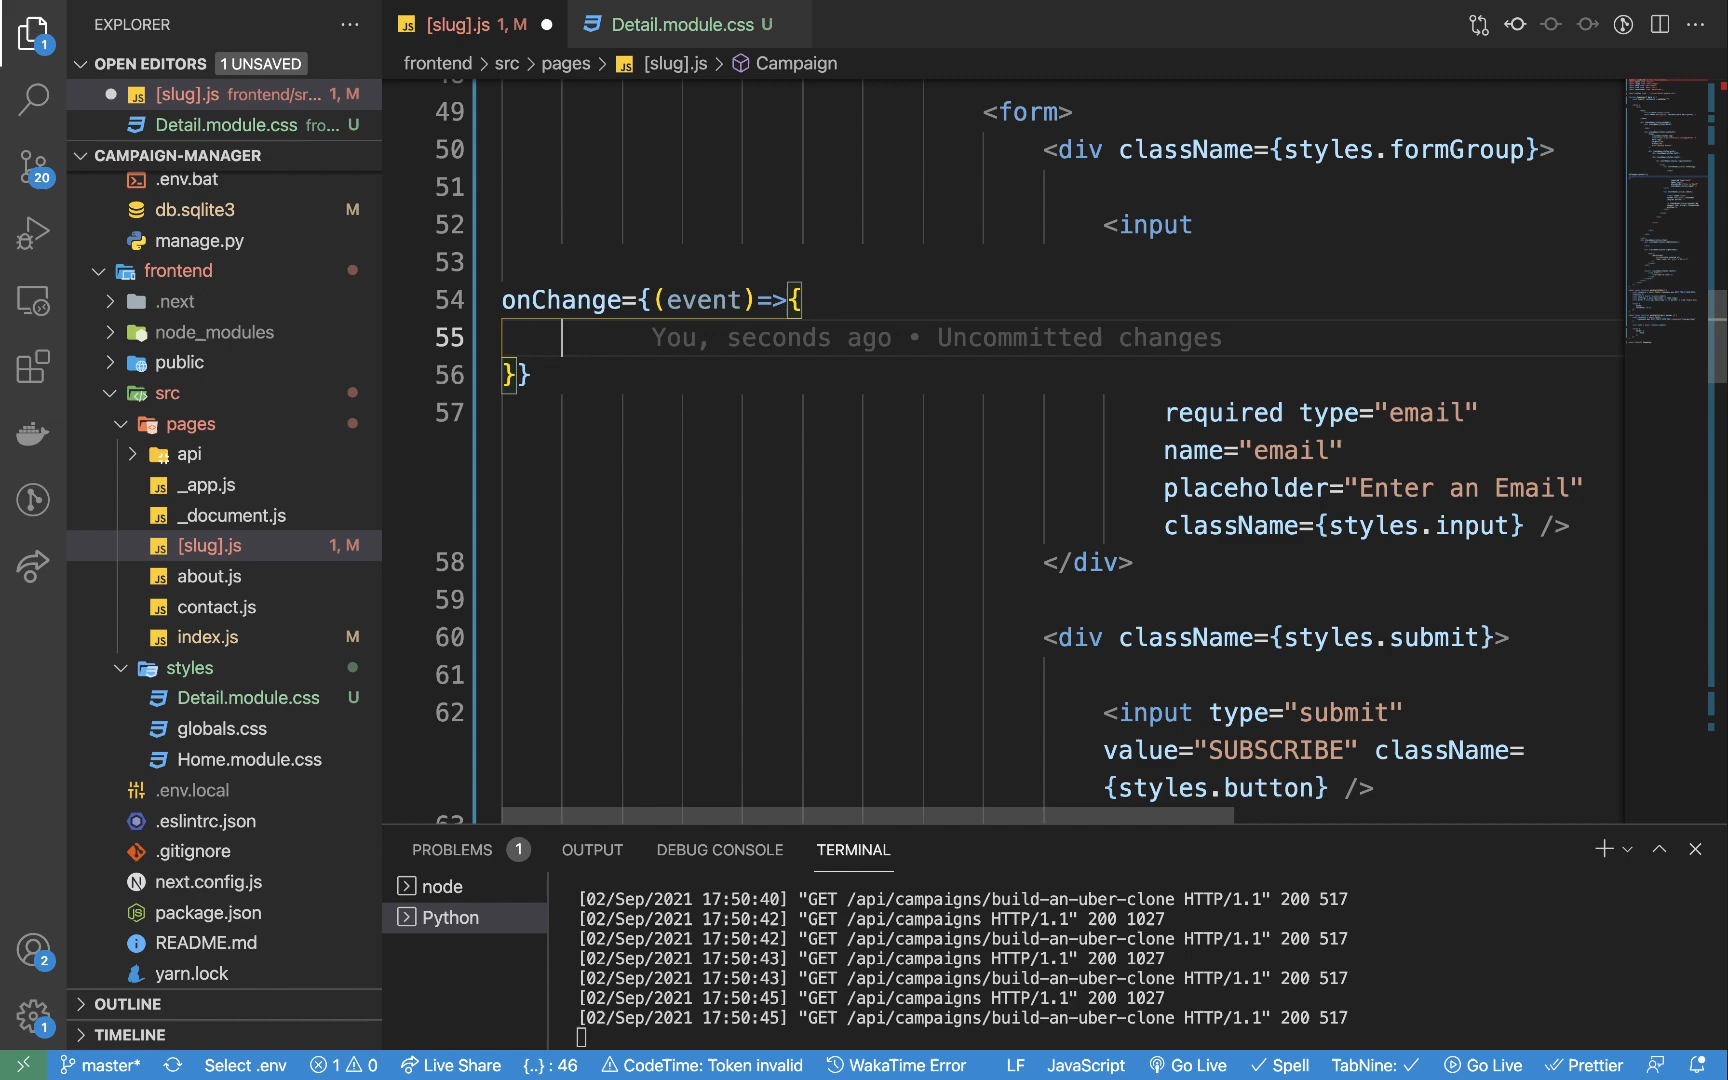 EXPLORER
OPEN EDITORS 1 UNSAVED
[slug].js frontend/sr... 1, M
Detail.module.css fro... U
CAMPAIGN-MANAGER
.env.bat
db.sqlite3 M
manage.py
frontend
.next
node_modules
public
src
pages
api
_app.js
_document.js
[slug].js 1, M
about.js
contact.js
index.js M
styles
Detail.module.css U
globals.css
Home.module.css
.env.local
.eslintrc.json
.gitignore
next.config.js
package.json
README.md
yarn.lock
OUTLINE
TIMELINE
1
20
2
1
[slug].js 1, M
Detail.module.css U
frontend > src > pages > [slug].js > Campaign
49 <form>
50 <div className={styles.formGroup}>
51
52 <input
53
54 onChange={(event)=>{
55 You, seconds ago • Uncommitted changes
56 }}
57 required type="email"
name="email"
placeholder="Enter an Email"
className={styles.input} />
58 </div>
59
60 <div className={styles.submit}>
61
62 <input type="submit"
value="SUBSCRIBE" className=
{styles.button} />
PROBLEMS 1 OUTPUT DEBUG CONSOLE TERMINAL
node
Python
[02/Sep/2021 17:50:40] "GET /api/campaigns/build-an-uber-clone HTTP/1.1" 200 517
[02/Sep/2021 17:50:42] "GET /api/campaigns HTTP/1.1" 200 1027
[02/Sep/2021 17:50:42] "GET /api/campaigns/build-an-uber-clone HTTP/1.1" 200 517
[02/Sep/2021 17:50:43] "GET /api/campaigns HTTP/1.1" 200 1027
[02/Sep/2021 17:50:43] "GET /api/campaigns/build-an-uber-clone HTTP/1.1" 200 517
[02/Sep/2021 17:50:45] "GET /api/campaigns HTTP/1.1" 200 1027
[02/Sep/2021 17:50:45] "GET /api/campaigns/build-an-uber-clone HTTP/1.1" 200 517
master* Select .env 1 0 Live Share {..} : 46 CodeTime: Token invalid WakaTime Error LF JavaScript Go Live Spell TabNine: Go Live Prettier